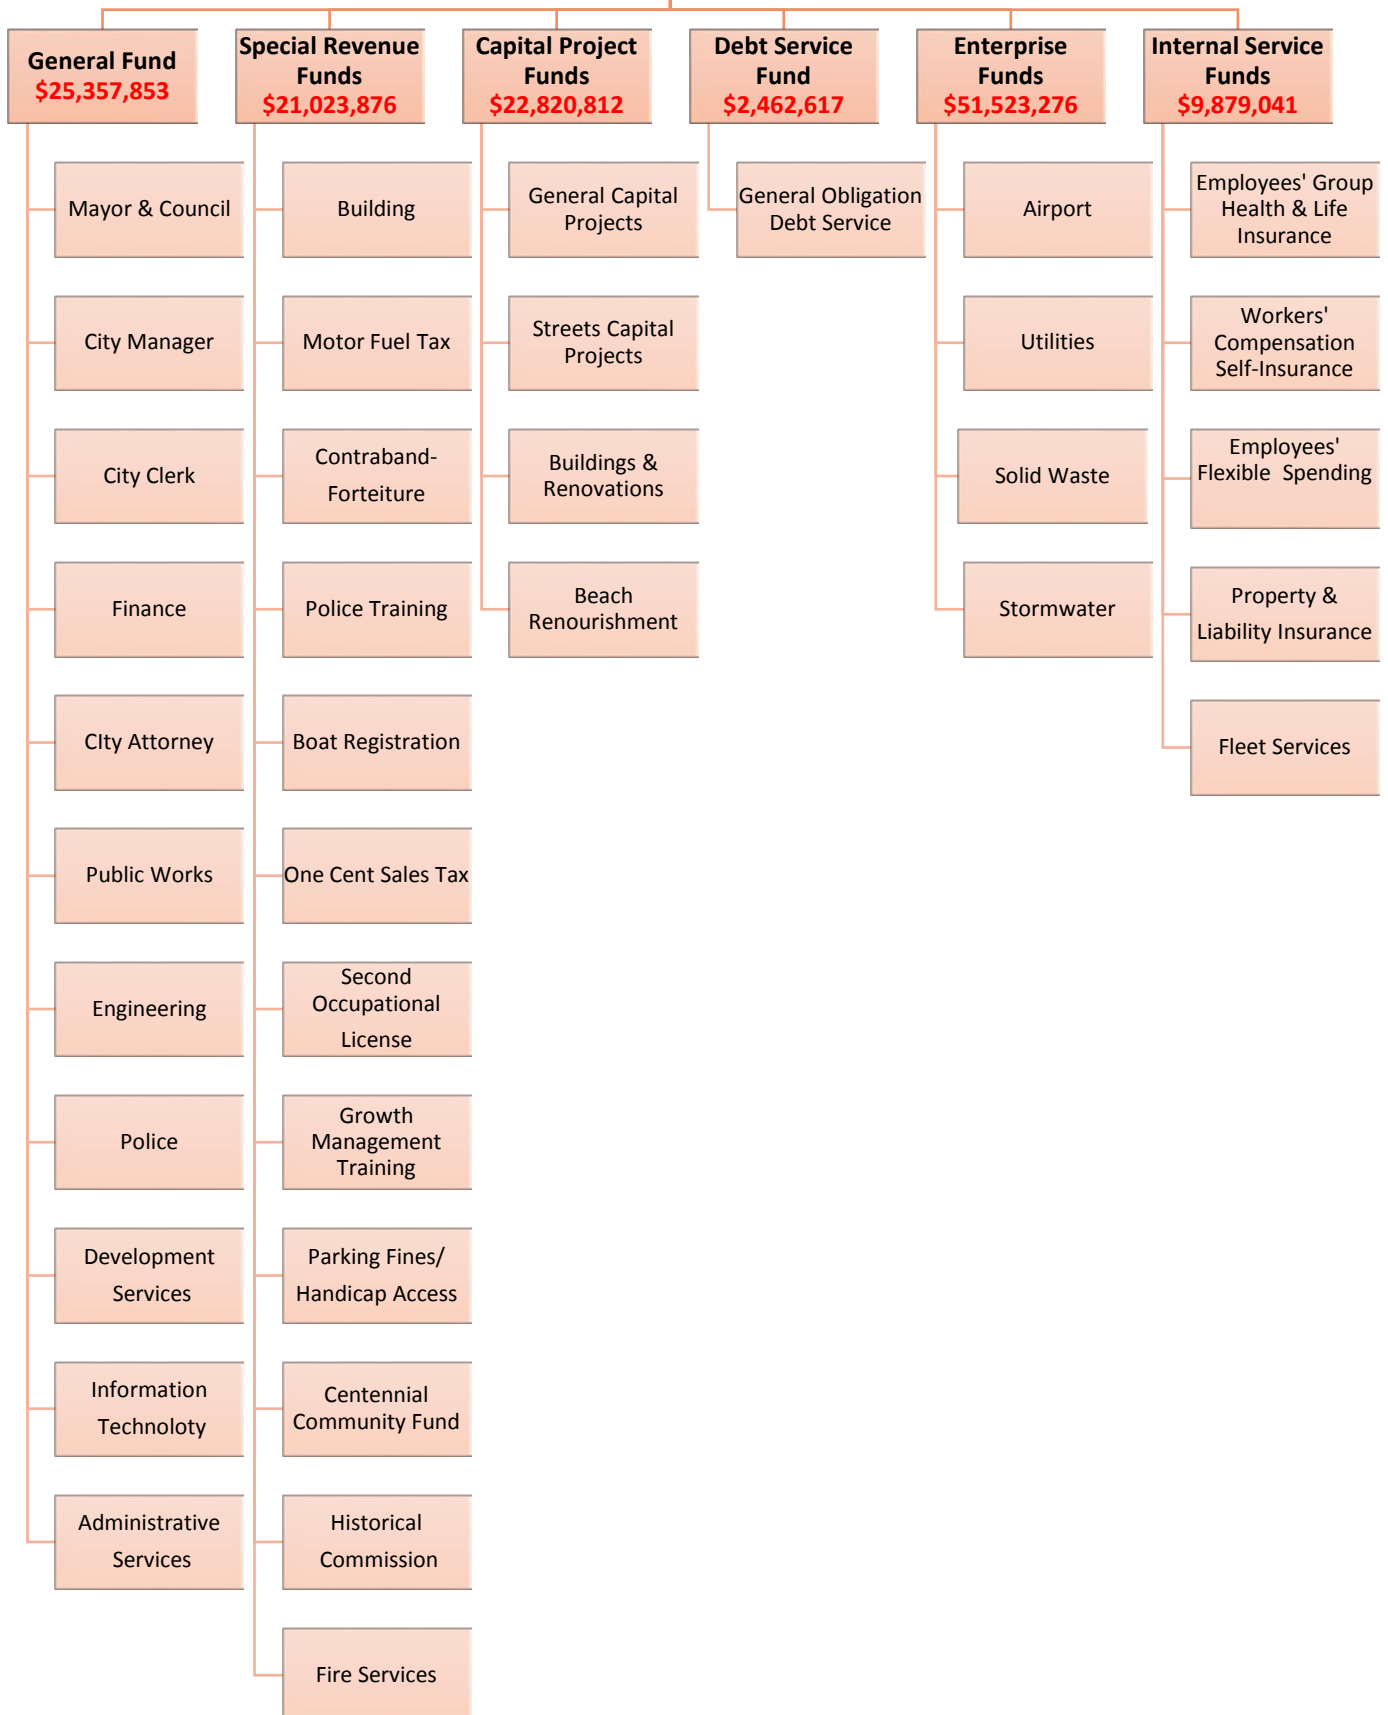 General Fund
$25,357,853
Special Revenue
Funds
$21,023,876
Capital Project
Funds
$22,820,812
Debt Service
Fund
$2,462,617
Enterprise
Funds
$51,523,276
Internal Service
Funds
$9,879,041
Mayor & Council
City Manager
City Clerk
Finance
CIty Attorney
Public Works
Engineering
Police
Development
Services
Information
Technoloty
Administrative
Services
Building
Motor Fuel Tax
Contraband-
Forteiture
Police Training
Boat Registration
One Cent Sales Tax
Second
Occupational
License
Growth
Management
Training
Parking Fines/
Handicap Access
Centennial
Community Fund
Historical
Commission
Fire Services
General Capital
Projects
Streets Capital
Projects
Buildings &
Renovations
Beach
Renourishment
General Obligation
Debt Service
Airport
Utilities
Solid Waste
Stormwater
Employees' Group
Health & Life
Insurance
Workers'
Compensation
Self-Insurance
Employees'
Flexible  Spending
Property &
Liability Insurance
Fleet Services